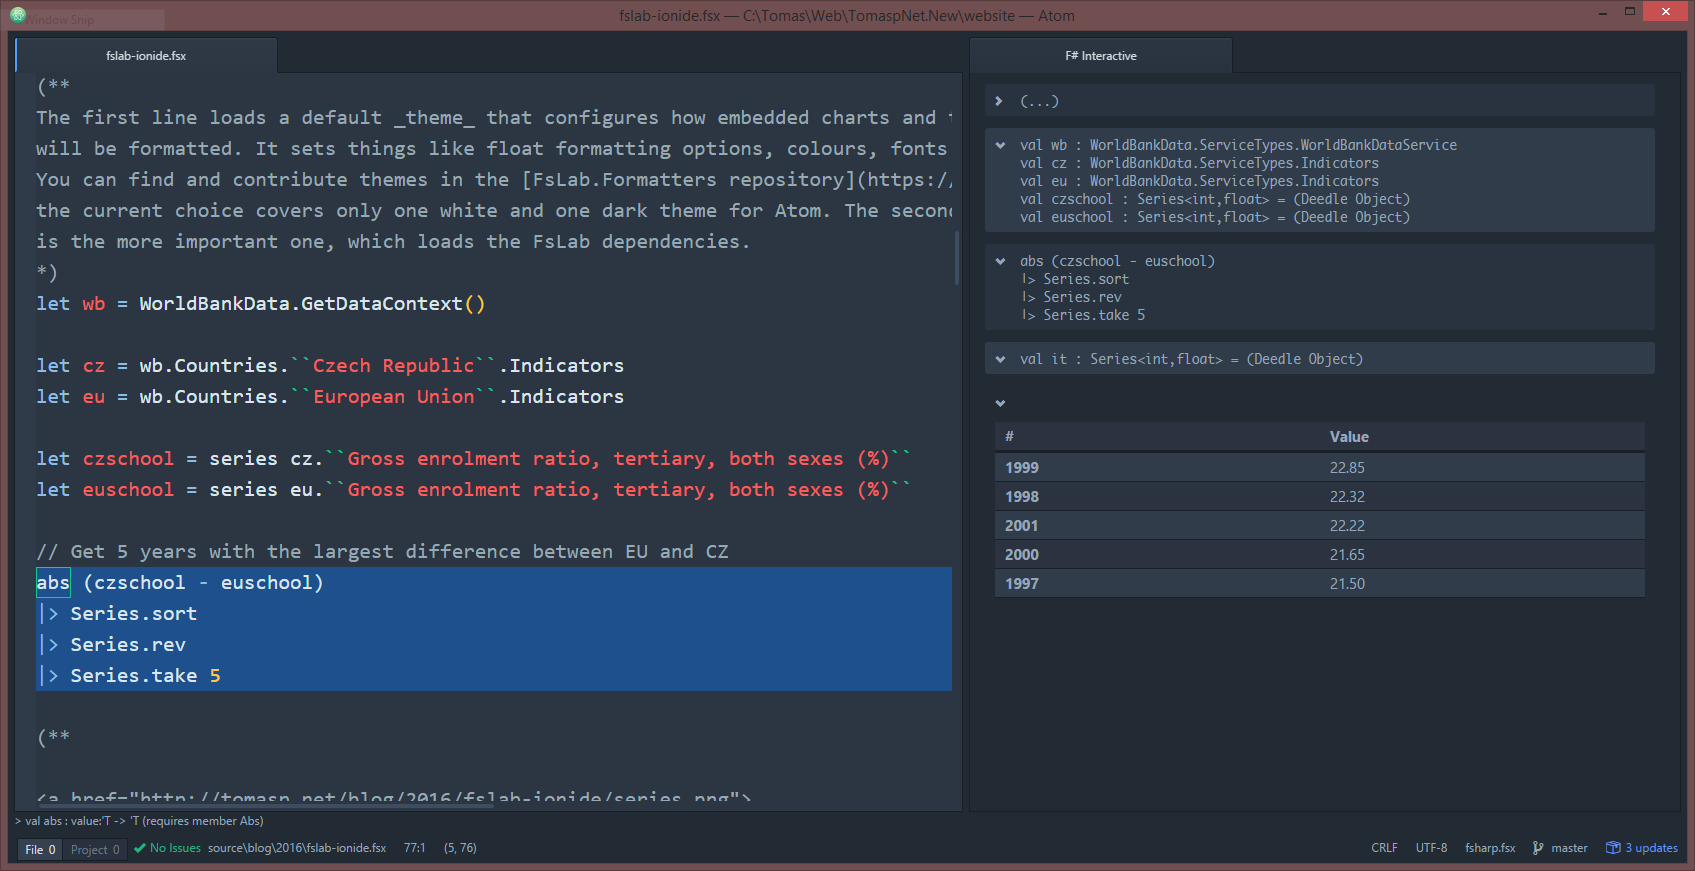 Window Snip
fslab-ionide.fsx — C:\Tomas\Web\TomaspNet.New\website — Atom
fslab-ionide.fsx
(**
The first line loads a default _theme_ that configures how embedded charts and
will be formatted. It sets things like float formatting options, colours, fonts
You can find and contribute themes in the [FsLab.Formatters repository](https:/
the current choice covers only one white and one dark theme for Atom. The second
is the more important one, which loads the FsLab dependencies.
*)
let wb = WorldBankData.GetDataContext()
let cz = wb.Countries.``Czech Republic``.Indicators
let eu = wb.Countries.``European Union``.Indicators
let czschool = series cz.``Gross enrolment ratio, tertiary, both sexes (%)``
let euschool = series eu.``Gross enrolment ratio, tertiary, both sexes (%)``
// Get 5 years with the largest difference between EU and CZ
abs (czschool - euschool)
|> Series.sort
|> Series.rev
|> Series.take 5
(**
<a href="http://tomasp.net/blog/2016/fslab-ionide/series.png">
F# Interactive
(...)
val wb : WorldBankData.ServiceTypes.WorldBankDataService
val cz : WorldBankData.ServiceTypes.Indicators
val eu : WorldBankData.ServiceTypes.Indicators
val czschool : Series<int,float> = (Deedle Object)
val euschool : Series<int,float> = (Deedle Object)
abs (czschool - euschool)
|> Series.sort
|> Series.rev
|> Series.take 5
val it : Series<int,float> = (Deedle Object)
# Value
1999 22.85
1998 22.32
2001 22.22
2000 21.65
1997 21.50
> val abs : value:'T -> 'T (requires member Abs)
File 0 Project 0 No Issues source\blog\2016\fslab-ionide.fsx 77:1 (5, 76) CRLF UTF-8 fsharp.fsx master 3 updates